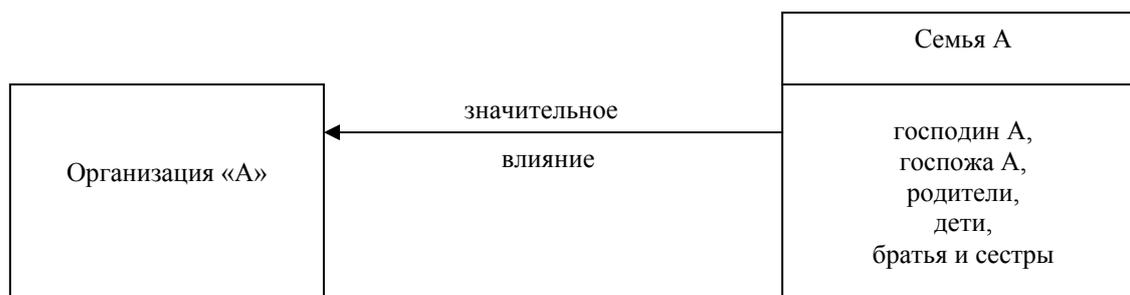 Организация «А»
значительное
влияние
Семья А
господин А,
госпожа А,
родители,
дети,
братья и сестры